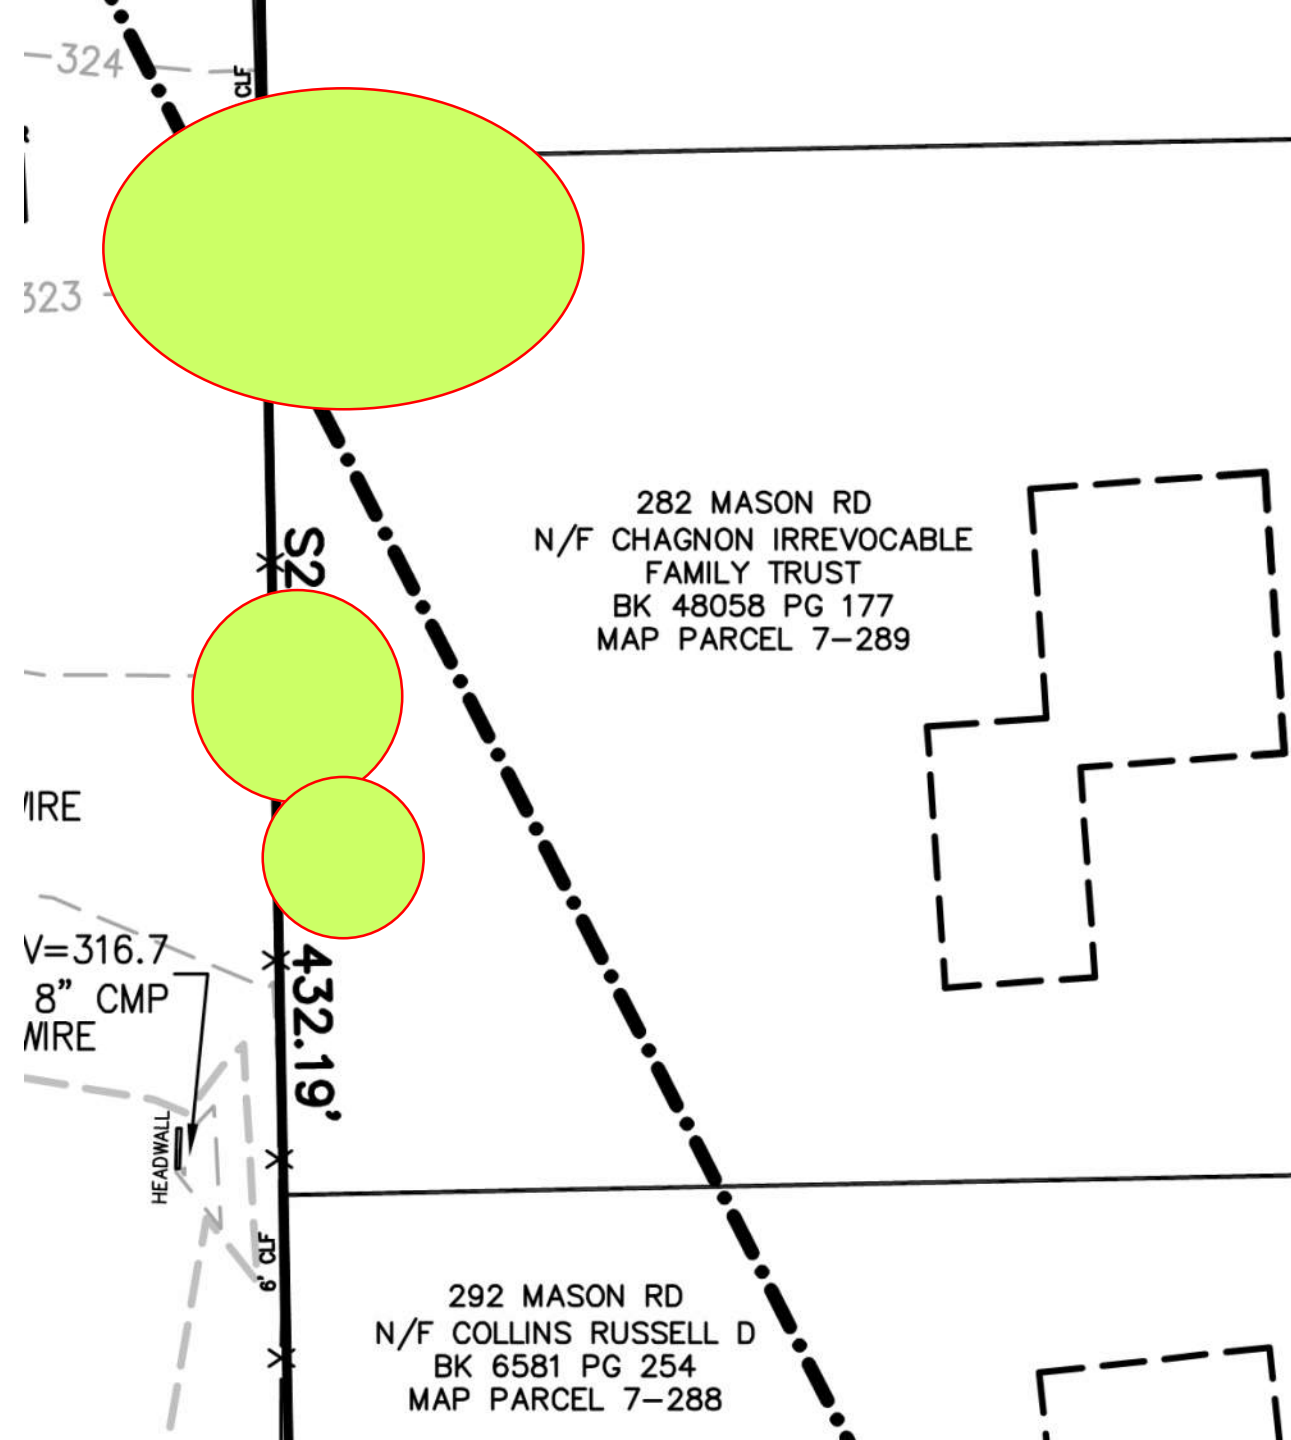 324
CLF
323
S2
282 MASON RD
N/F CHAGNON IRREVOCABLE
FAMILY TRUST
BK 48058 PG 177
MAP PARCEL 7-289
V=316.7
8” CMP
WIRE
432.19’
HEADWALL
6' CLF
292 MASON RD
N/F COLLINS RUSSELL D
BK 6581 PG 254
MAP PARCEL 7-288